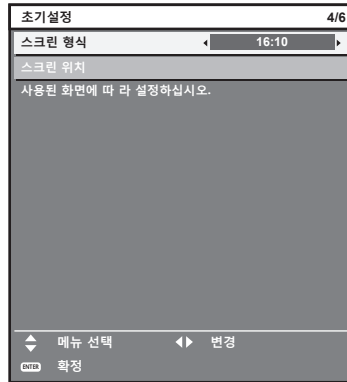 초기설정 4/6
스크린 형식 16:10
스크린 위치
사용된 화면에 따 라 설정하십시오.
메뉴 선택 변경
ENTER 확정